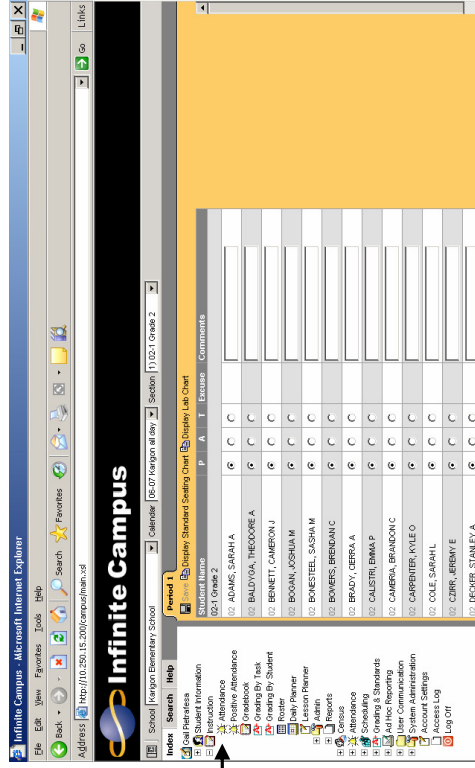 Infinite Campus - Microsoft Internet Explorer
File Edit View Favorites Tools Help
Back Search Favorites
Address http://10.250.15.200/campus/main.xsl Go Links
Infinite Campus
School Karigon Elementary School Calendar 06-07 Karigon all day Section 1) 02-1 Grade 2
Index Search Help
Gail Pietrafesa
Student Information
Instruction
Attendance
Positive Attendance
Gradebook
Grading By Task
Grading By Student
Roster
Daily Planner
Lesson Planner
Admin
Reports
Census
Attendance
Scheduling
Grading & Standards
Ad Hoc Reporting
User Communication
System Administration
Account Settings
Access Log
Log Off
Period 1
Save Display Standard Seating Chart Display Lab Chart
Student Name P A T Excuse Comments
02-1 Grade 2
02 ADAMS, SARAH A
02 BALDYGA, THEODORE A
02 BENNETT, CAMERON J
02 BOGAN, JOSHUA M
02 BONESTEEL, SASHA M
02 BOWERS, BRENDAN C
02 BRADY, CIERRA A
02 CALISTRI, EMMA P
02 CAMERIA, BRANDON C
02 CARPENTER, KYLE O
02 COLE, SARAH L
02 CZIRR, JEREMY E
02 DECKER, STANLEY A